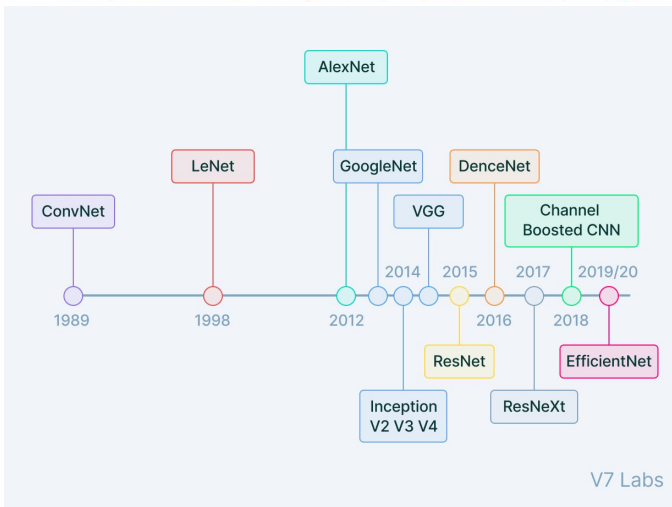 AlexNet
LeNet
GoogleNet
DenceNet
ConvNet
VGG
Channel
Boosted CNN
2014
2015
2017
2019/20
1989
1998
2012
2016
2018
ResNet
EfficientNet
Inception
V2 V3 V4
ResNeXt
V7 Labs